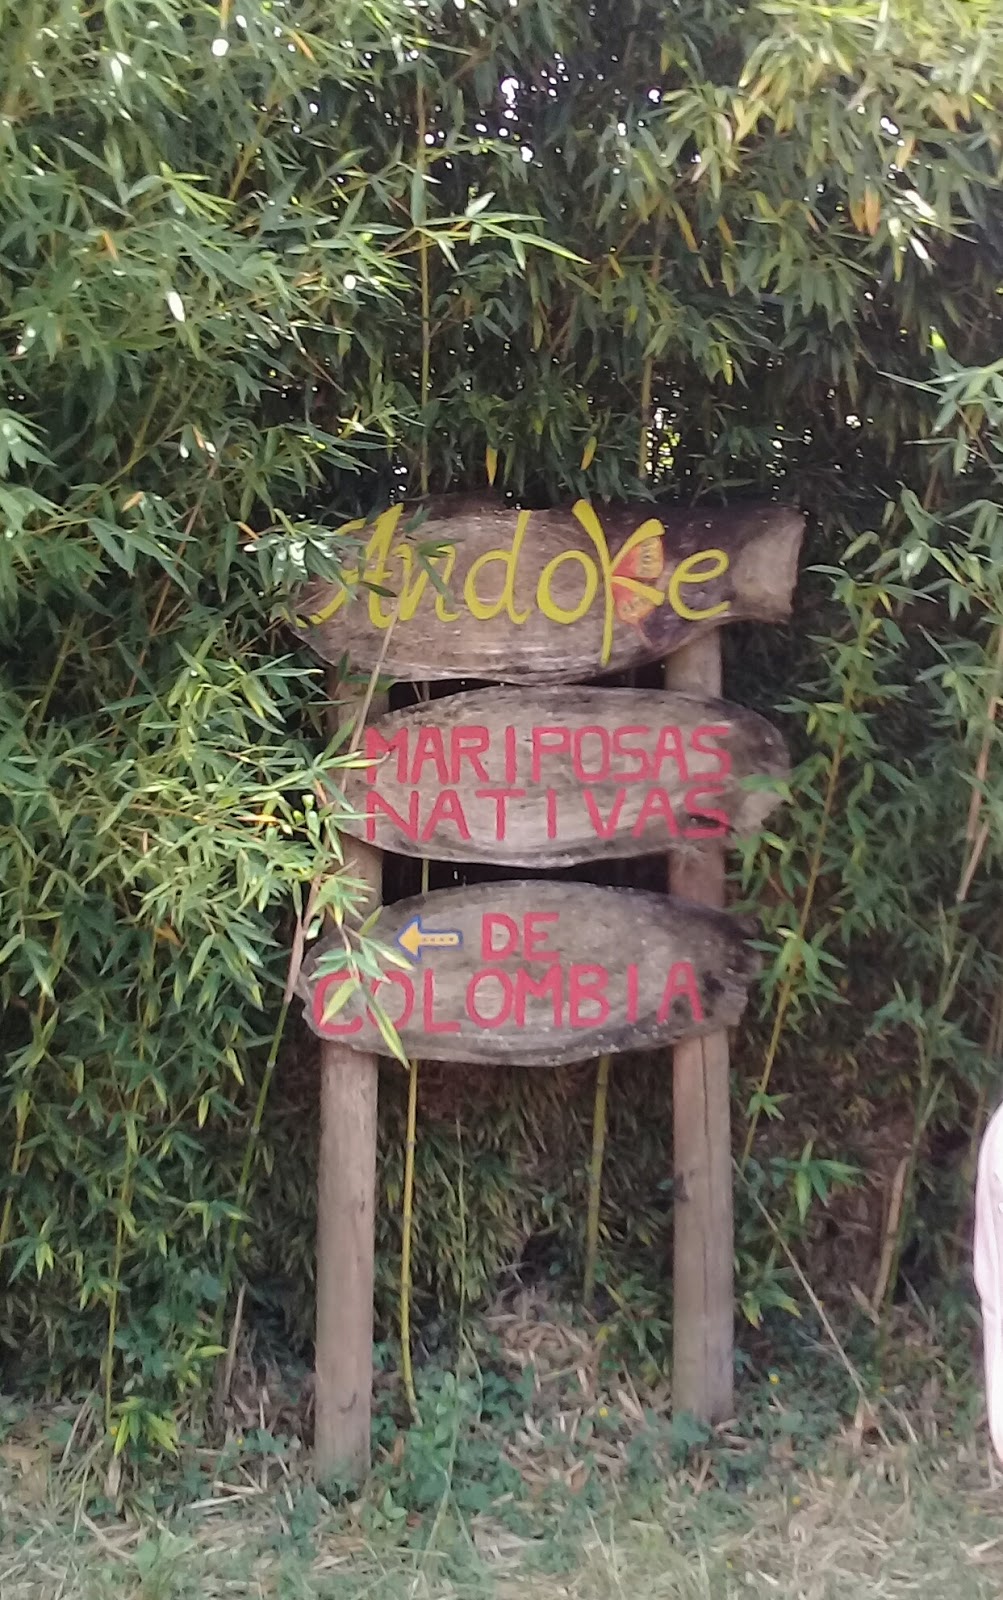 Andoke
MARIPOSAS
NATIVAS
DE
COLOMBIA